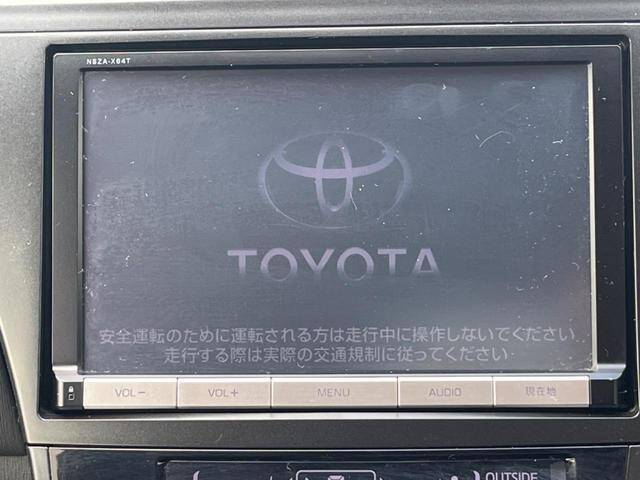 NSZA-X64T
TOYOTA
安全運転のために運転される方は走行中に操作しないでください
走行する際は実際の交通規制に従ってください
VOL− VOL+ MENU AUDIO 現在地
OUTSIDE